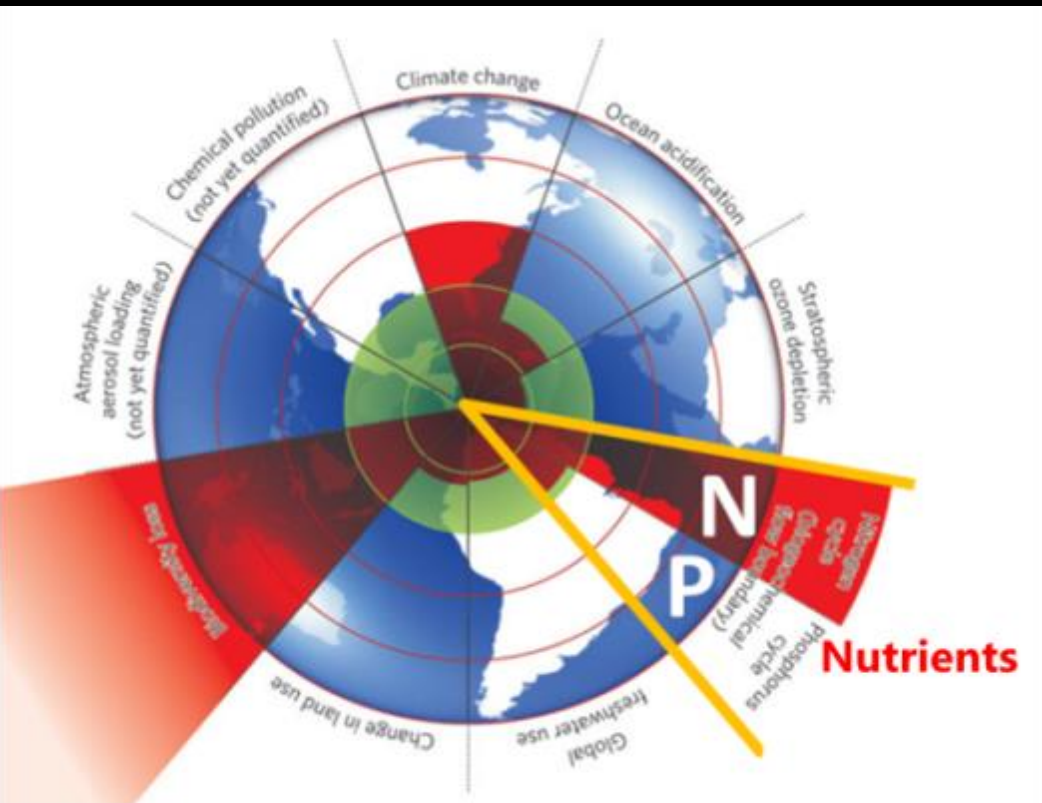 Climate change
Ocean acidification
Stratospheric
ozone depletion
Nitrogen
cycle
(biogeochemical
flow boundary)
Phosphorus
cycle
Global
freshwater use
Change in land use
Biodiversity loss
Atmospheric
aerosol loading
(not yet quantified)
Chemical pollution
(not yet quantified)
N
P
Nutrients